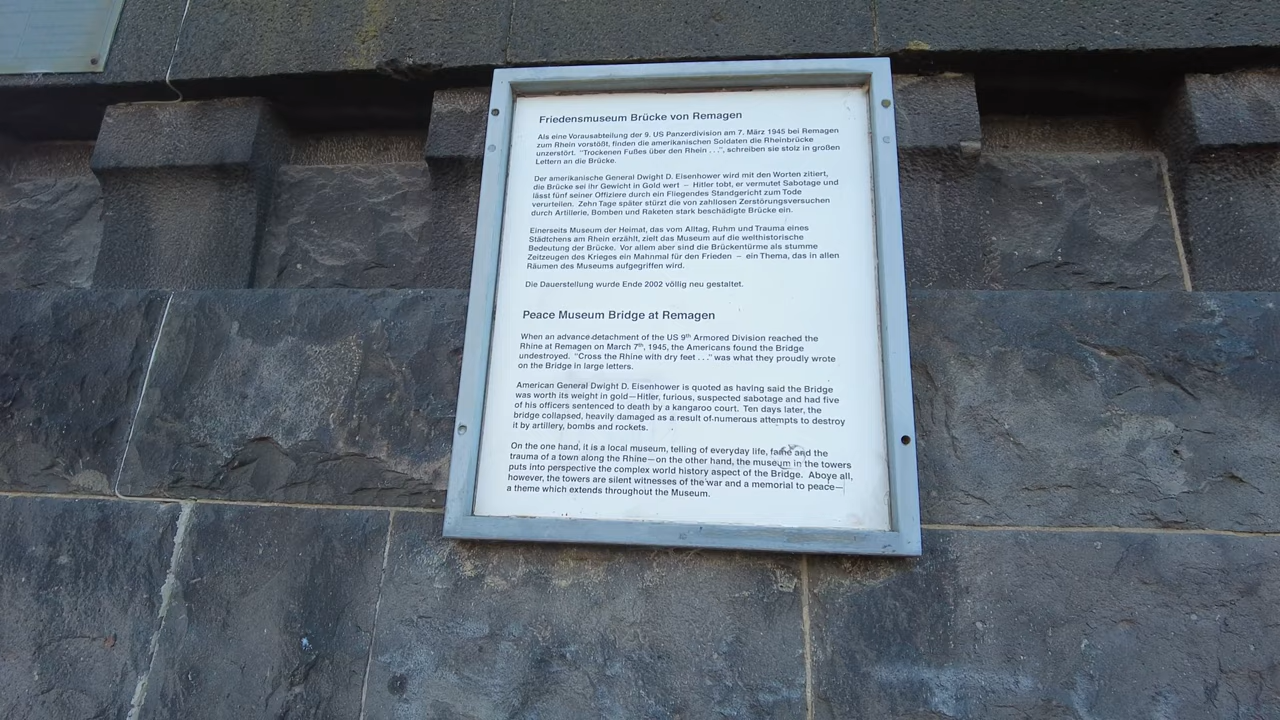 Friedensmuseum Brücke von Remagen
Als eine Vorausabteilung der 9. US Panzerdivision am 7. März 1945 bei Remagen
zum Rhein vorstößt, finden die amerikanischen Soldaten die Rheinbrücke
unzerstört. "Trockenen Fußes über den Rhein . . .", schreiben sie stolz in großen
Lettern an die Brücke.
Der amerikanische General Dwight D. Eisenhower wird mit den Worten zitiert,
die Brücke sei ihr Gewicht in Gold wert – Hitler tobt, er vermutet Sabotage und
lässt fünf seiner Offiziere durch ein Fliegendes Standgericht zum Tode
verurteilen. Zehn Tage später stürzt die von zahllosen Zerstörungsversuchen
durch Artillerie, Bomben und Raketen stark beschädigte Brücke ein.
Einerseits Museum der Heimat, das vom Alltag, Ruhm und Trauma eines
Städtchens am Rhein erzählt, zielt das Museum auf die welthistorische
Bedeutung der Brücke. Vor allem aber sind die Brückentürme als stumme
Zeitzeugen des Krieges ein Mahnmal für den Frieden – ein Thema, das in allen
Räumen des Museums aufgegriffen wird.
Die Dauerstellung wurde Ende 2002 völlig neu gestaltet.
Peace Museum Bridge at Remagen
When an advance detachment of the US 9th Armored Division reached the
Rhine at Remagen on March 7th, 1945, the Americans found the Bridge
undestroyed. "Cross the Rhine with dry feet . . ." was what they proudly wrote
on the Bridge in large letters.
American General Dwight D. Eisenhower is quoted as having said the Bridge
was worth its weight in gold—Hitler, furious, suspected sabotage and had five
of his officers sentenced to death by a kangaroo court. Ten days later, the
bridge collapsed, heavily damaged as a result of numerous attempts to destroy
it by artillery, bombs and rockets.
On the one hand, it is a local museum, telling of everyday life, fame and the
trauma of a town along the Rhine—on the other hand, the museum in the towers
puts into perspective the complex world history aspect of the Bridge. Above all,
however, the towers are silent witnesses of the war and a memorial to peace—
a theme which extends throughout the Museum.